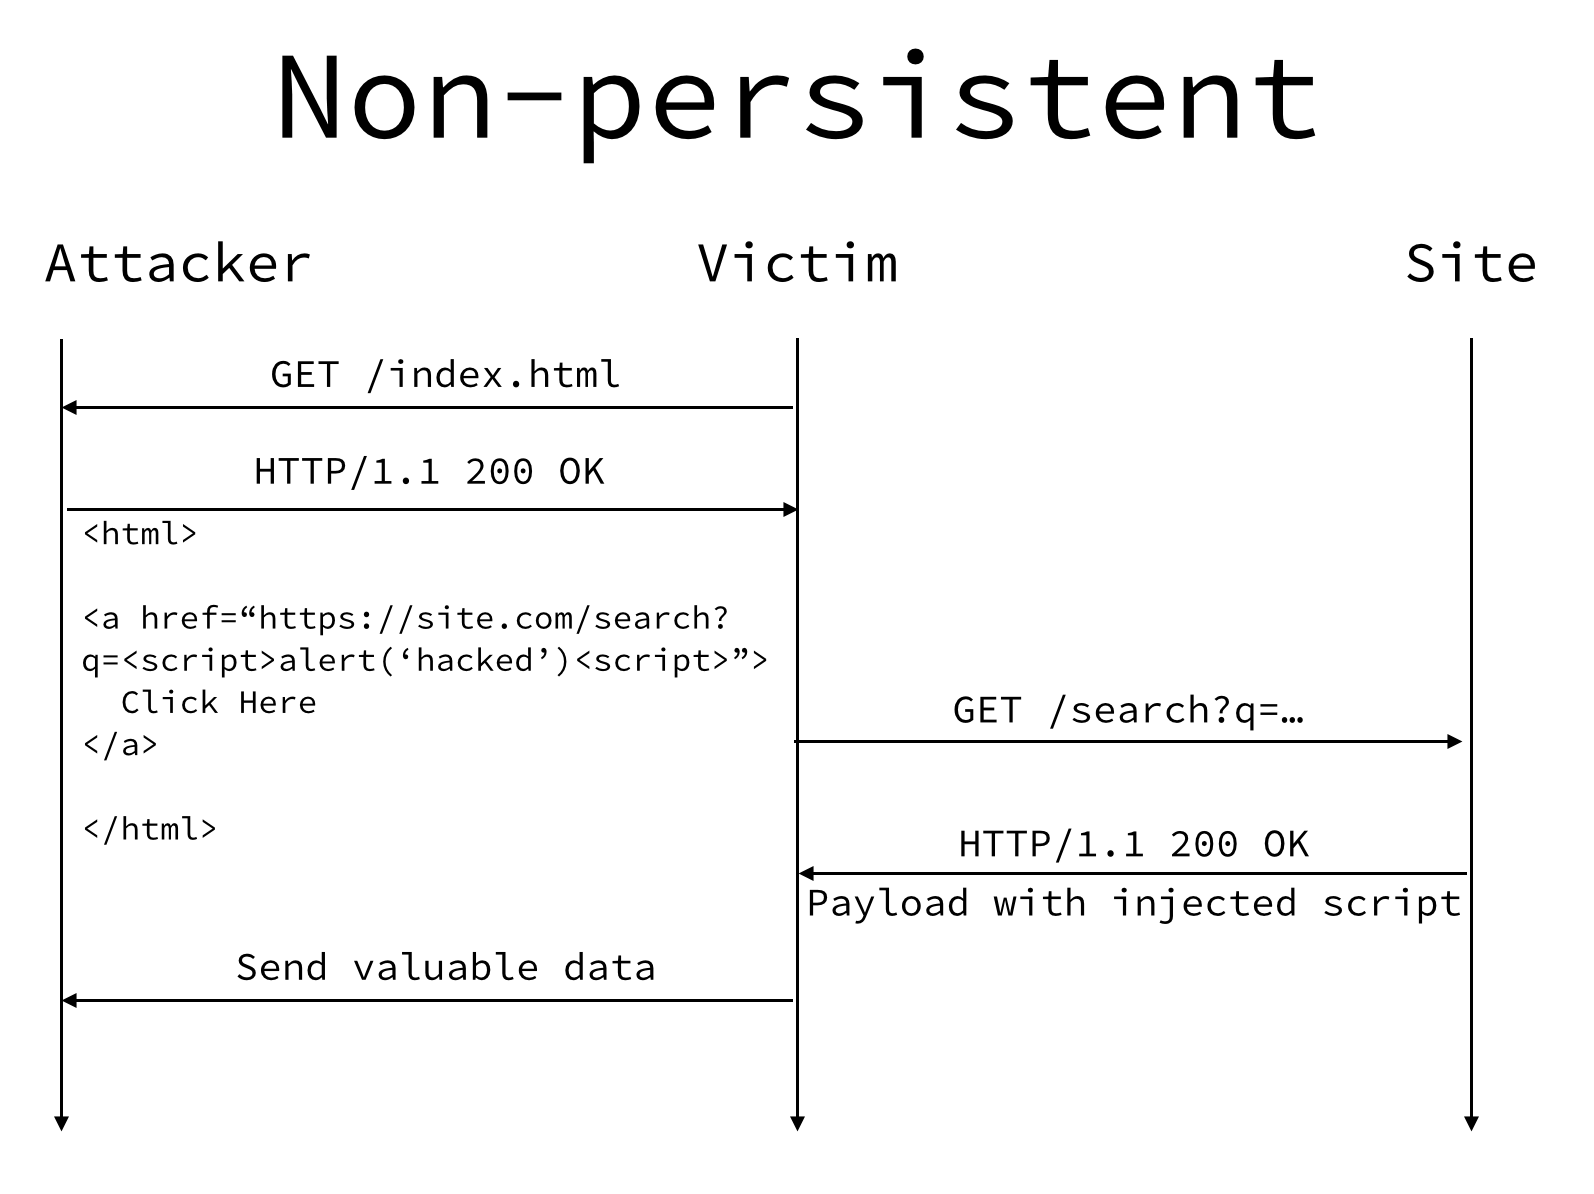 Non-persistent
Attacker
Victim
Site
GET /index.html
HTTP/1.1 200 OK
<html>
<a href=“https://site.com/search?
q=<script>alert(‘hacked’)<script>”>
Click Here
</a>
</html>
GET /search?q=…
HTTP/1.1 200 OK
Payload with injected script
Send valuable data